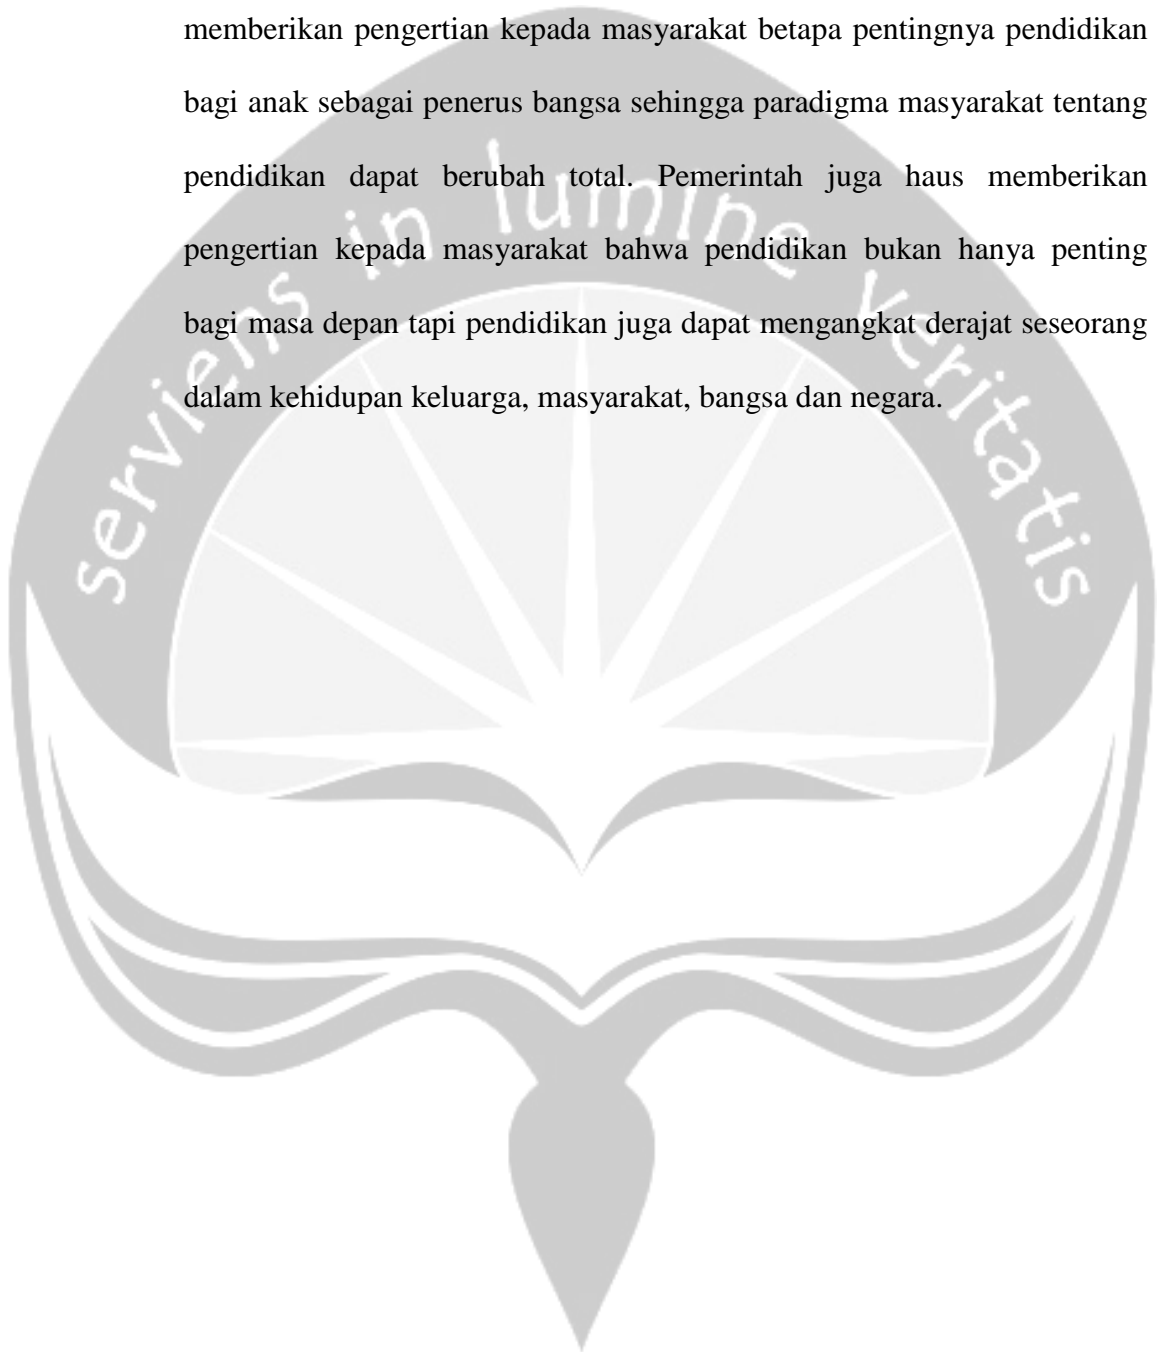 memberikan pengertian kepada masyarakat betapa pentingnya pendidikan
bagi anak sebagai penerus bangsa sehingga paradigma masyarakat tentang
pendidikan dapat berubah total. Pemerintah juga haus memberikan
pengertian kepada masyarakat bahwa pendidikan bukan hanya penting
bagi masa depan tapi pendidikan juga dapat mengangkat derajat seseorang
dalam kehidupan keluarga, masyarakat, bangsa dan negara.
serviens in lumine veritatis